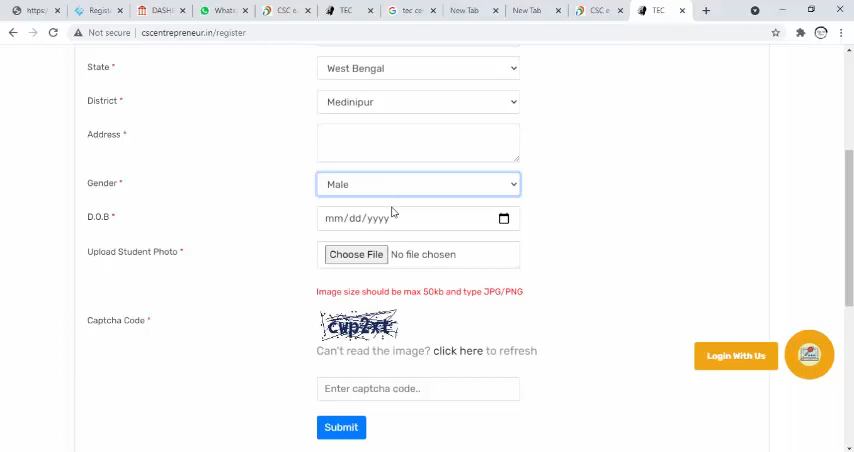 https:/ Registr DASHI Whats CSC e TEC tec ce New Tab New Tab CSC e TEC
Not secure | cscentrepreneur.in/register
State * West Bengal
District * Medinipur
Address *
Gender * Male
D.O.B * mm/dd/yyyy
Upload Student Photo * Choose File No file chosen
Image size should be max 50kb and type JPG/PNG
Captcha Code * cwp2xt
Can't read the image? click here to refresh
Login With Us
Enter captcha code..
Submit